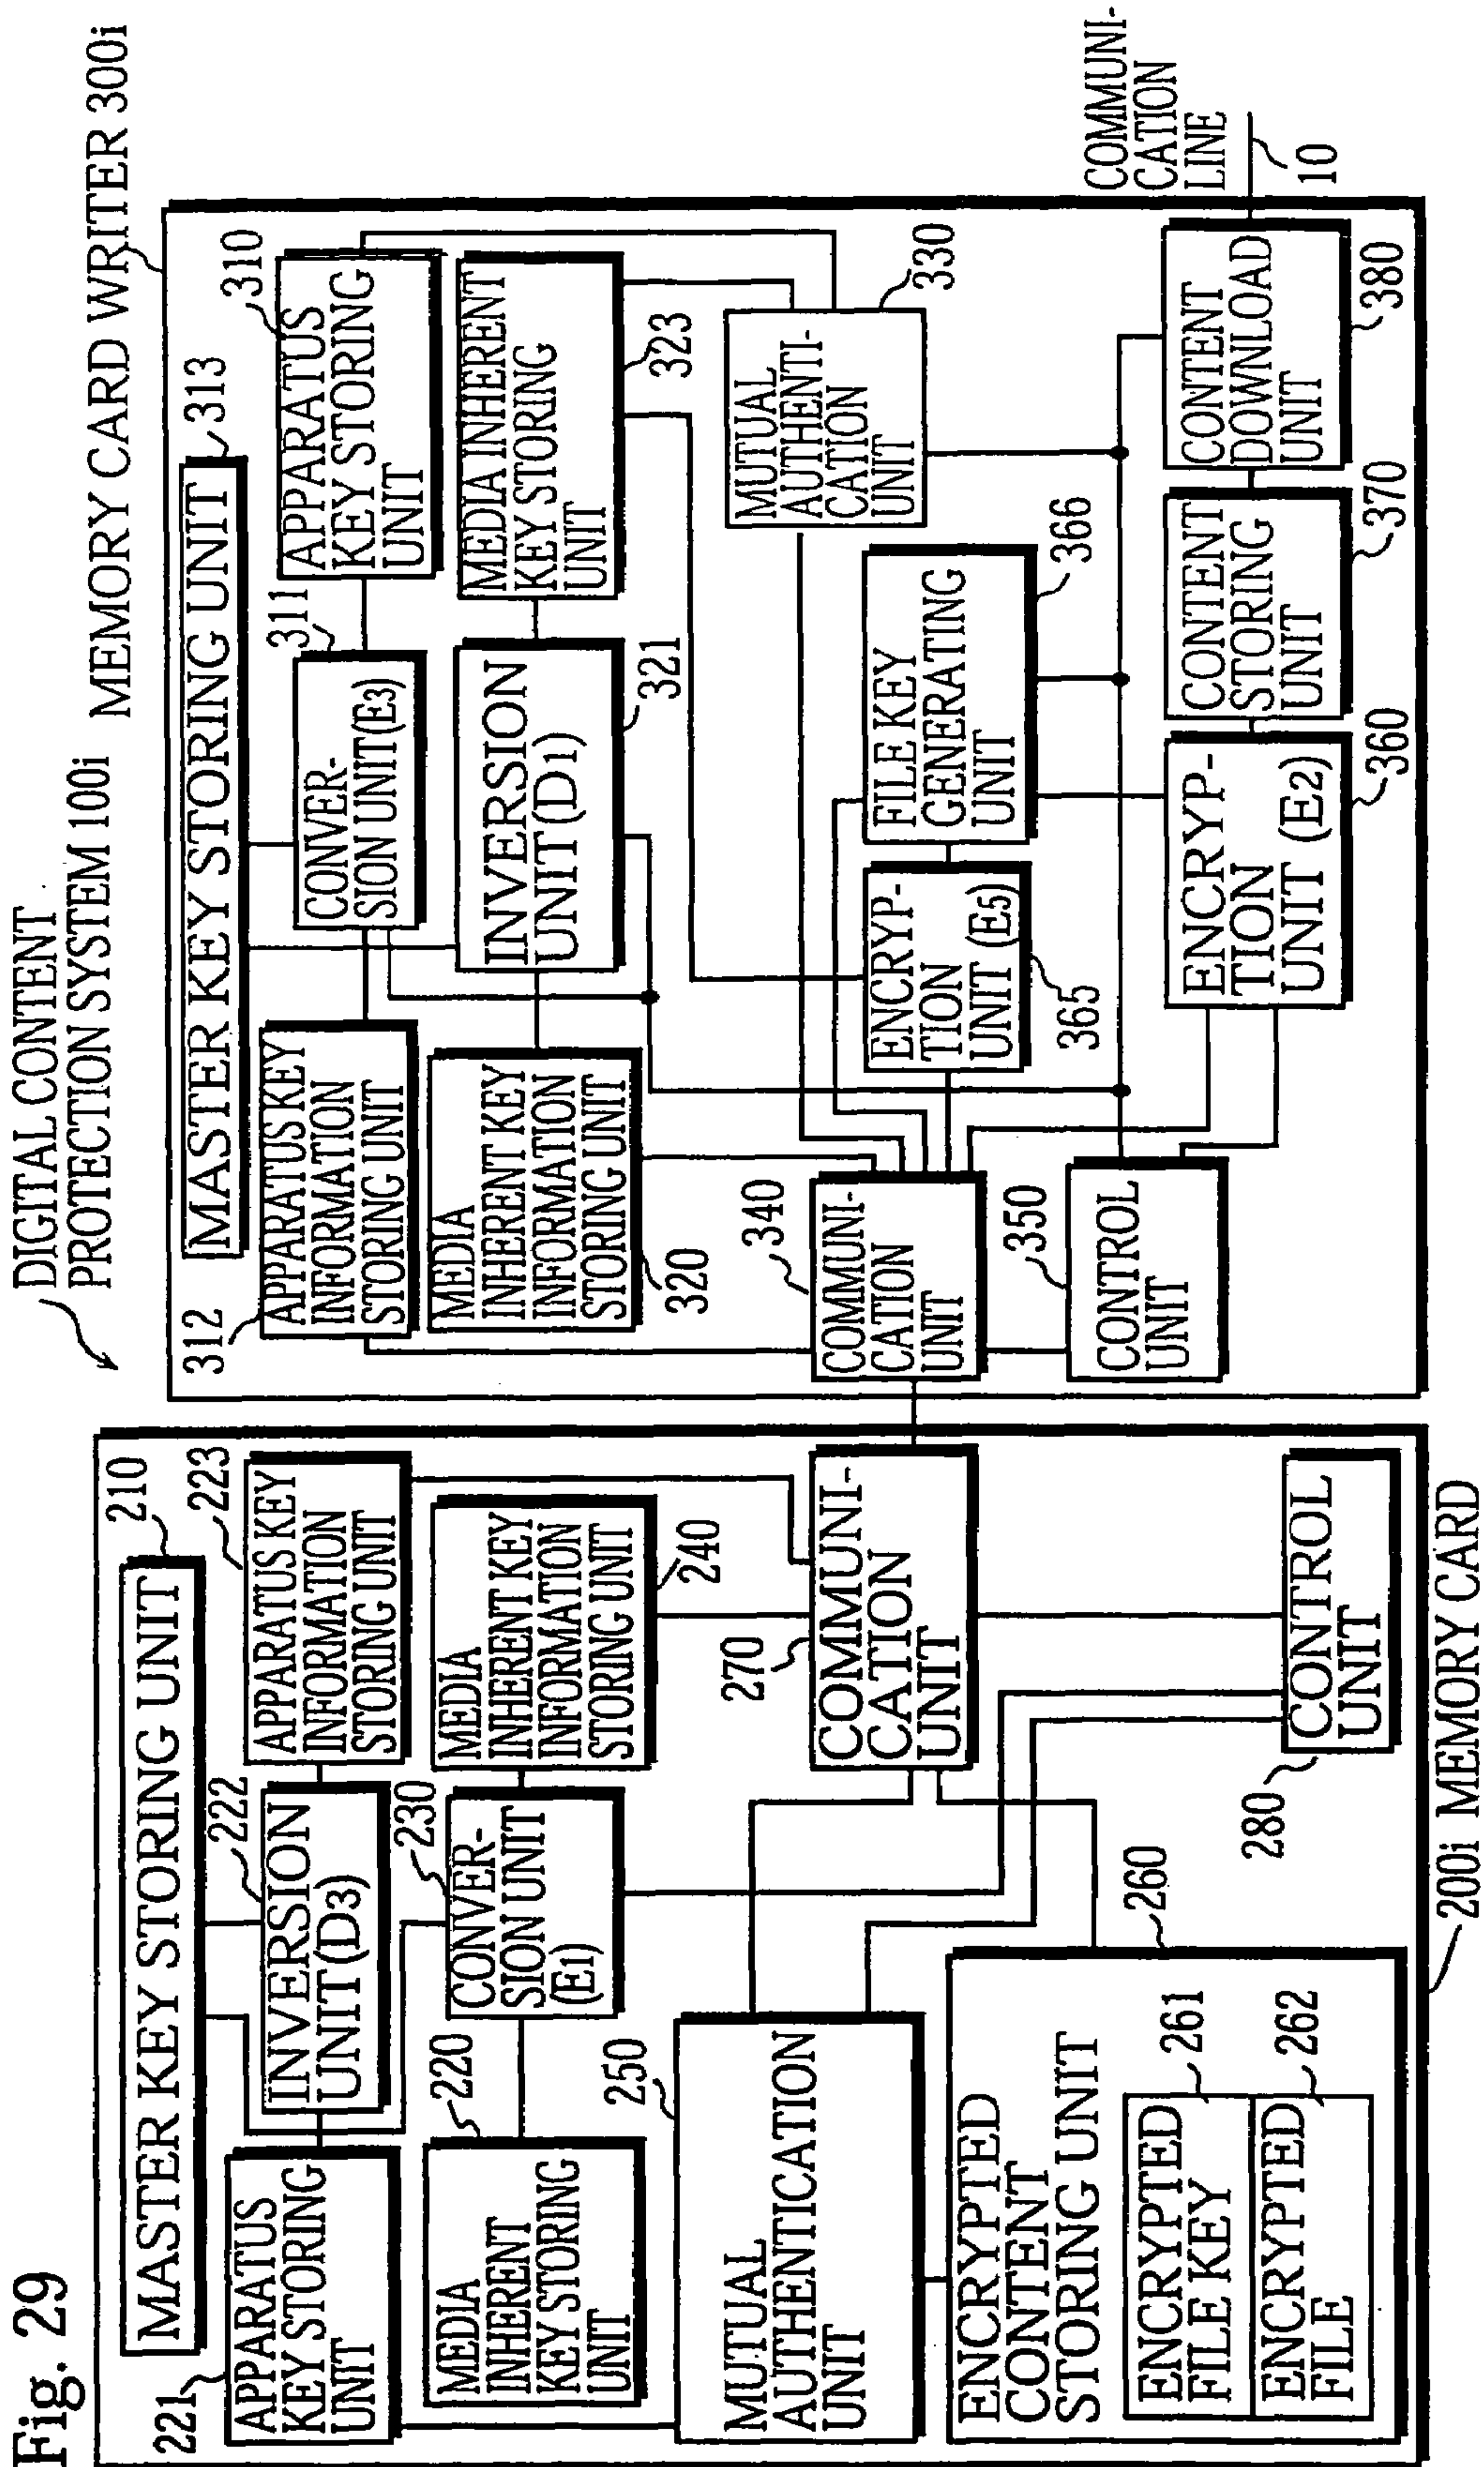 Fig. 29
DIGITAL CONTENT
PROTECTION SYSTEM 100i
MEMORY CARD WRITER 300i
MASTER KEY STORING UNIT
210
221
APPARATUS
KEY STORING
UNIT
222
INVERSION
UNIT(D3)
223
APPARATUS KEY
INFORMATION
STORING UNIT
220
MEDIA
INHERENT
KEY STORING
UNIT
230
CONVER-
SION UNIT
(E1)
MEDIA
INHERENT KEY
INFORMATION
STORING UNIT
240
250
MUTUAL
AUTHENTICATION
UNIT
270
COMMUNI-
CATION
UNIT
260
ENCRYPTED
CONTENT
STORING UNIT
ENCRYPTED
FILE KEY
261
ENCRYPTED
FILE
262
280
CONTROL
UNIT
200i MEMORY CARD
MASTER KEY STORING UNIT
313
312
APPARATUS KEY
INFORMATION
STORING UNIT
311
CONVER-
SION UNIT(E3)
310
APPARATUS
KEY STORING
UNIT
MEDIA
INHERENT KEY
INFORMATION
STORING UNIT
320
INVERSION
UNIT(D1)
321
MEDIA INHERENT
KEY STORING
UNIT
323
340
COMMUNI-
CATION
UNIT
MUTUAL
AUTHENTI-
CATION
UNIT
330
ENCRYP-
TION
UNIT (E5)
365
FILE KEY
GENERATING
UNIT
366
350
CONTROL
UNIT
ENCRYP-
TION
UNIT (E2)
360
CONTENT
STORING
UNIT
370
CONTENT
DOWNLOAD
UNIT
380
COMMUNI-
CATION
LINE
10